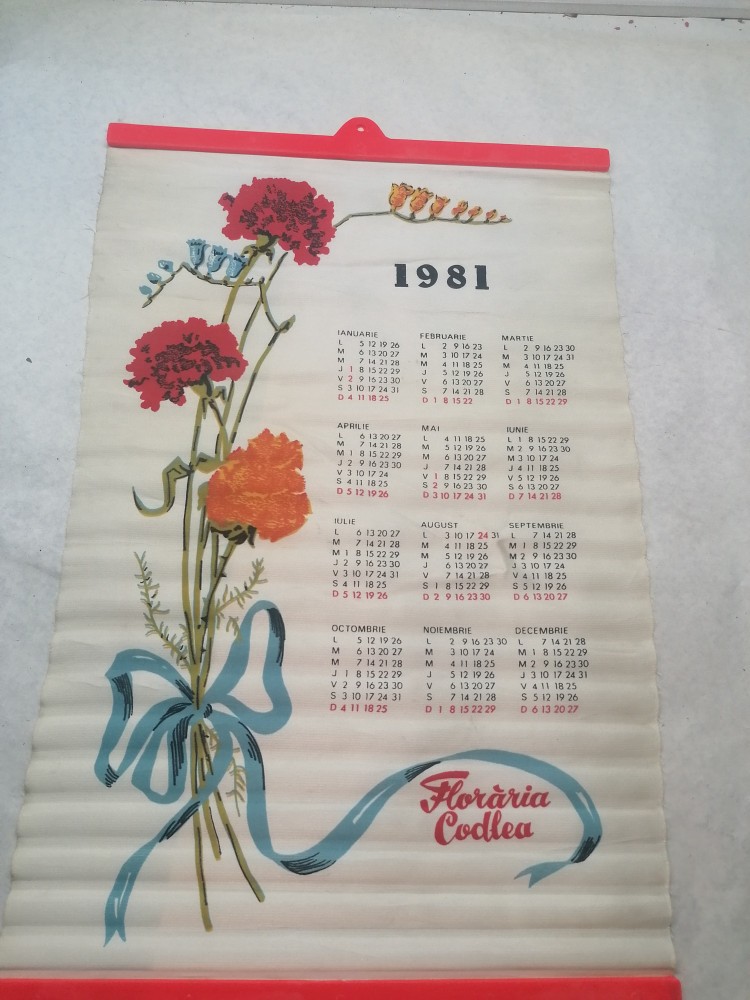 1981
IANUARIE
L 5 12 19 26
M 6 13 20 27
M 7 14 21 28
J 1 8 15 22 29
V 2 9 16 23 30
S 3 10 17 24 31
D 4 11 18 25
FEBRUARIE
L 2 9 16 23
M 3 10 17 24
M 4 11 18 25
J 5 12 19 26
V 6 13 20 27
S 7 14 21 28
D 1 8 15 22
MARTIE
L 2 9 16 23 30
M 3 10 17 24 31
M 4 11 18 25
J 5 12 19 26
V 6 13 20 27
S 7 14 21 28
D 1 8 15 22 29
APRILIE
L 6 13 20 27
M 7 14 21 28
M 1 8 15 22 29
J 2 9 16 23 30
V 3 10 17 24
S 4 11 18 25
D 5 12 19 26
MAI
L 4 11 18 25
M 5 12 19 26
M 6 13 20 27
J 7 14 21 28
V 1 8 15 22 29
S 2 9 16 23 30
D 3 10 17 24 31
IUNIE
L 1 8 15 22 29
M 2 9 16 23 30
M 3 10 17 24
J 4 11 18 25
V 5 12 19 26
S 6 13 20 27
D 7 14 21 28
IULIE
L 6 13 20 27
M 7 14 21 28
M 1 8 15 22 29
J 2 9 16 23 30
V 3 10 17 24 31
S 4 11 18 25
D 5 12 19 26
AUGUST
L 3 10 17 24 31
M 4 11 18 25
M 5 12 19 26
J 6 13 20 27
V 7 14 21 28
S 1 8 15 22 29
D 2 9 16 23 30
SEPTEMBRIE
L 7 14 21 28
M 1 8 15 22 29
M 2 9 16 23 30
J 3 10 17 24
V 4 11 18 25
S 5 12 19 26
D 6 13 20 27
OCTOMBRIE
L 5 12 19 26
M 6 13 20 27
M 7 14 21 28
J 1 8 15 22 29
V 2 9 16 23 30
S 3 10 17 24 31
D 4 11 18 25
NOIEMBRIE
L 2 9 16 23 30
M 3 10 17 24
M 4 11 18 25
J 5 12 19 26
V 6 13 20 27
S 7 14 21 28
D 1 8 15 22 29
DECEMBRIE
L 7 14 21 28
M 1 8 15 22 29
M 2 9 16 23 30
J 3 10 17 24 31
V 4 11 18 25
S 5 12 19 26
D 6 13 20 27
Florăria
Codlea